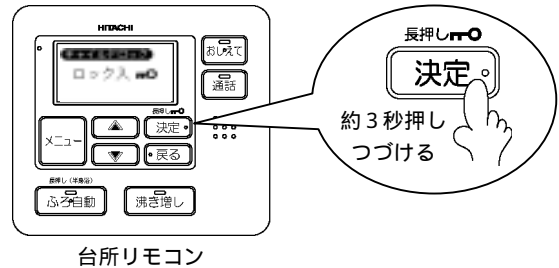 HITACHI
ロック入
おしえて
通話
長押し
メニュー
決定
戻る
長押し（半身浴）
ふろ自動
沸き増し
台所リモコン
長押し
決定
約３秒押し
つづける